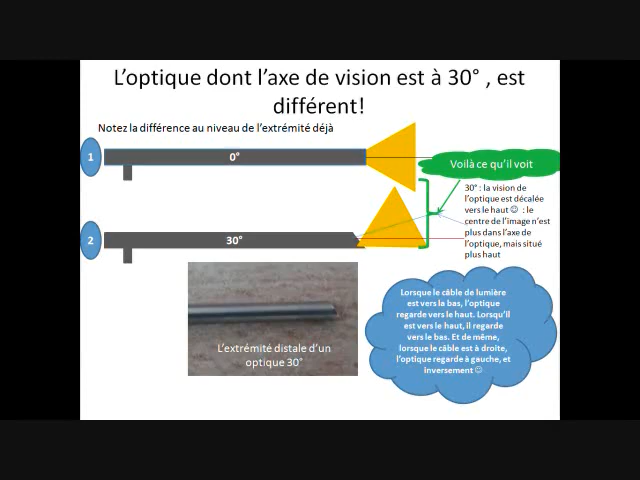 L'optique dont l'axe de vision est à 30° , est
différent!
Notez la différence au niveau de l'extrémité déjà
1
0°
Voilà ce qu'il voit
30° : la vision de
l'optique est décalée
vers le haut☺ : le
centre de l'image n'est
plus dans l'axe de
l'optique, mais situé
plus haut
2
30°
L'extrémité distale d'un
optique 30°
Lorsque le câble de lumière
est vers la bas, l'optique
regarde vers le haut. Lorsqu'il
est vers le haut, il regarde
vers le bas. Et de même,
lorsque le câble est à droite,
l'optique regarde à gauche, et
inversement☺